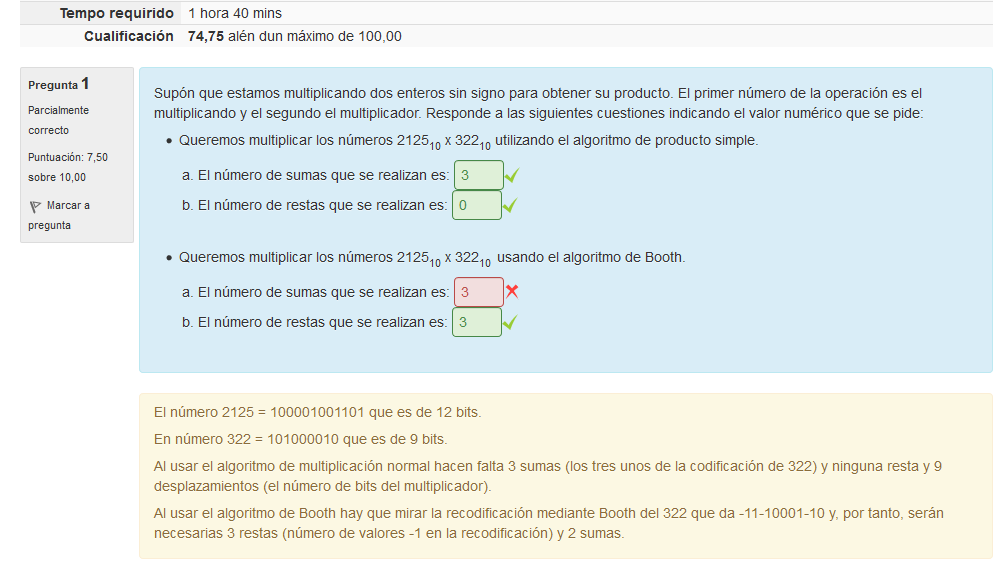 Tempo requirido 1 hora 40 mins
Cualificación 74,75 alén dun máximo de 100,00
Pregunta 1
Parcialmente
correcto
Puntuación: 7,50
sobre 10,00
Marcar a
pregunta
Supón que estamos multiplicando dos enteros sin signo para obtener su producto. El primer número de la operación es el
multiplicando y el segundo el multiplicador. Responde a las siguientes cuestiones indicando el valor numérico que se pide:
• Queremos multiplicar los números 2125₁₀ x 322₁₀ utilizando el algoritmo de producto simple.
a. El número de sumas que se realizan es: 3
b. El número de restas que se realizan es: 0
• Queremos multiplicar los números 2125₁₀ x 322₁₀ usando el algoritmo de Booth.
a. El número de sumas que se realizan es: 3
b. El número de restas que se realizan es: 3
El número 2125 = 100001001101 que es de 12 bits.
En número 322 = 101000010 que es de 9 bits.
Al usar el algoritmo de multiplicación normal hacen falta 3 sumas (los tres unos de la codificación de 322) y ninguna resta y 9
desplazamientos (el número de bits del multiplicador).
Al usar el algoritmo de Booth hay que mirar la recodificación mediante Booth del 322 que da -11-10001-10 y, por tanto, serán
necesarias 3 restas (número de valores -1 en la recodificación) y 2 sumas.